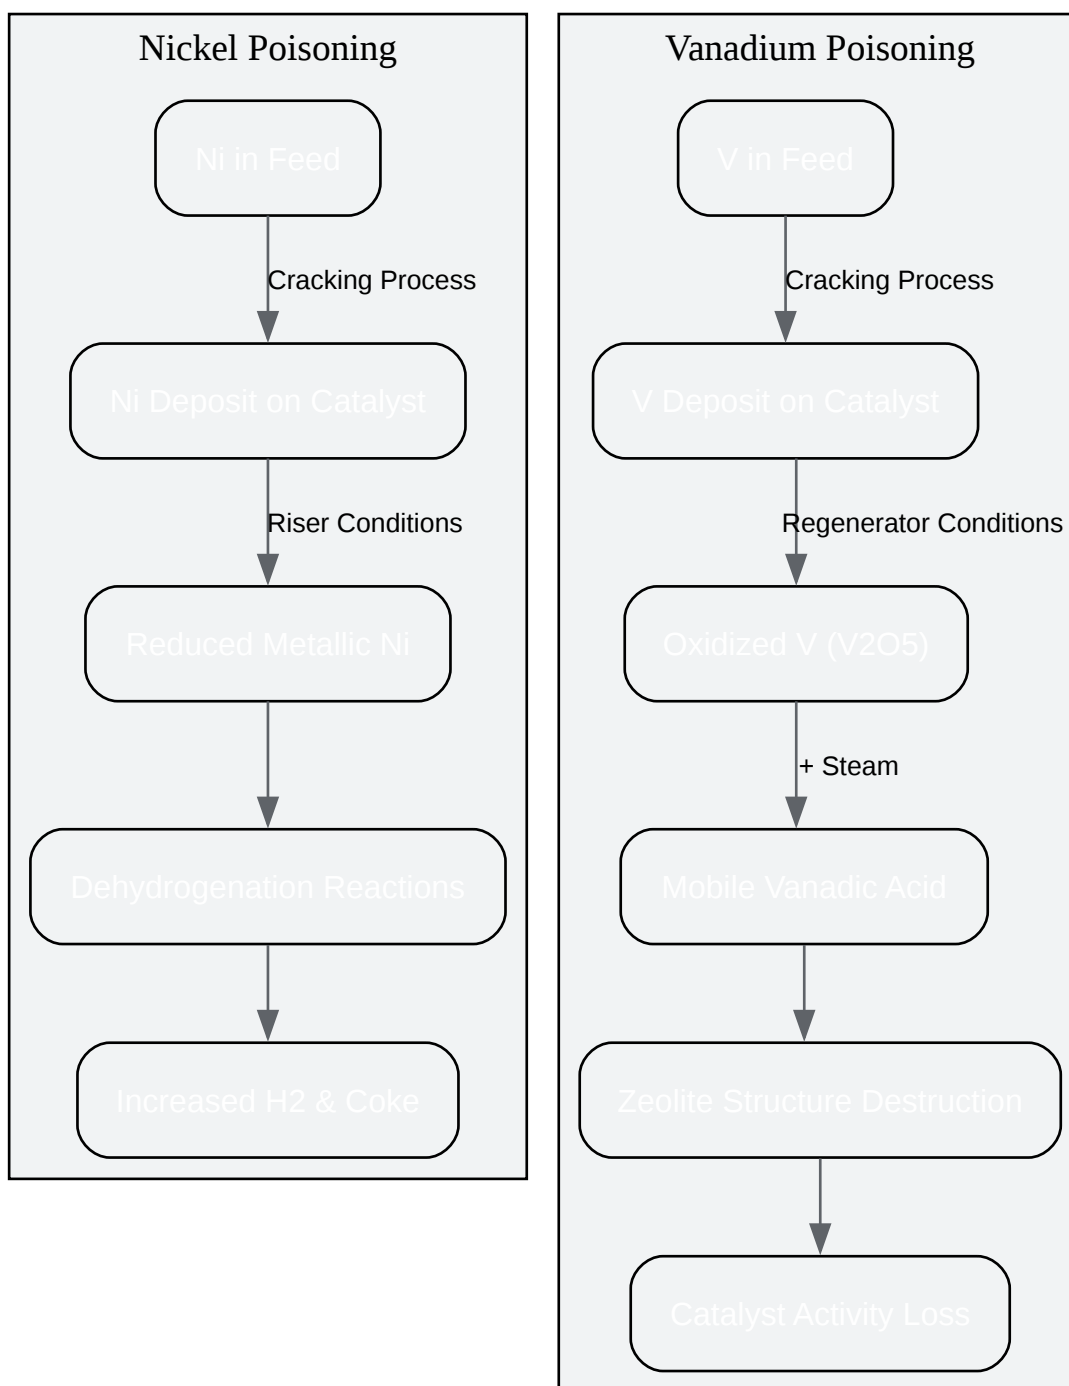 Nickel Poisoning
Ni in Feed
Cracking Process
Ni Deposit on Catalyst
Riser Conditions
Reduced Metallic Ni
Dehydrogenation Reactions
Increased H2 & Coke
Vanadium Poisoning
V in Feed
Cracking Process
V Deposit on Catalyst
Regenerator Conditions
Oxidized V (V2O5)
+ Steam
Mobile Vanadic Acid
Zeolite Structure Destruction
Catalyst Activity Loss